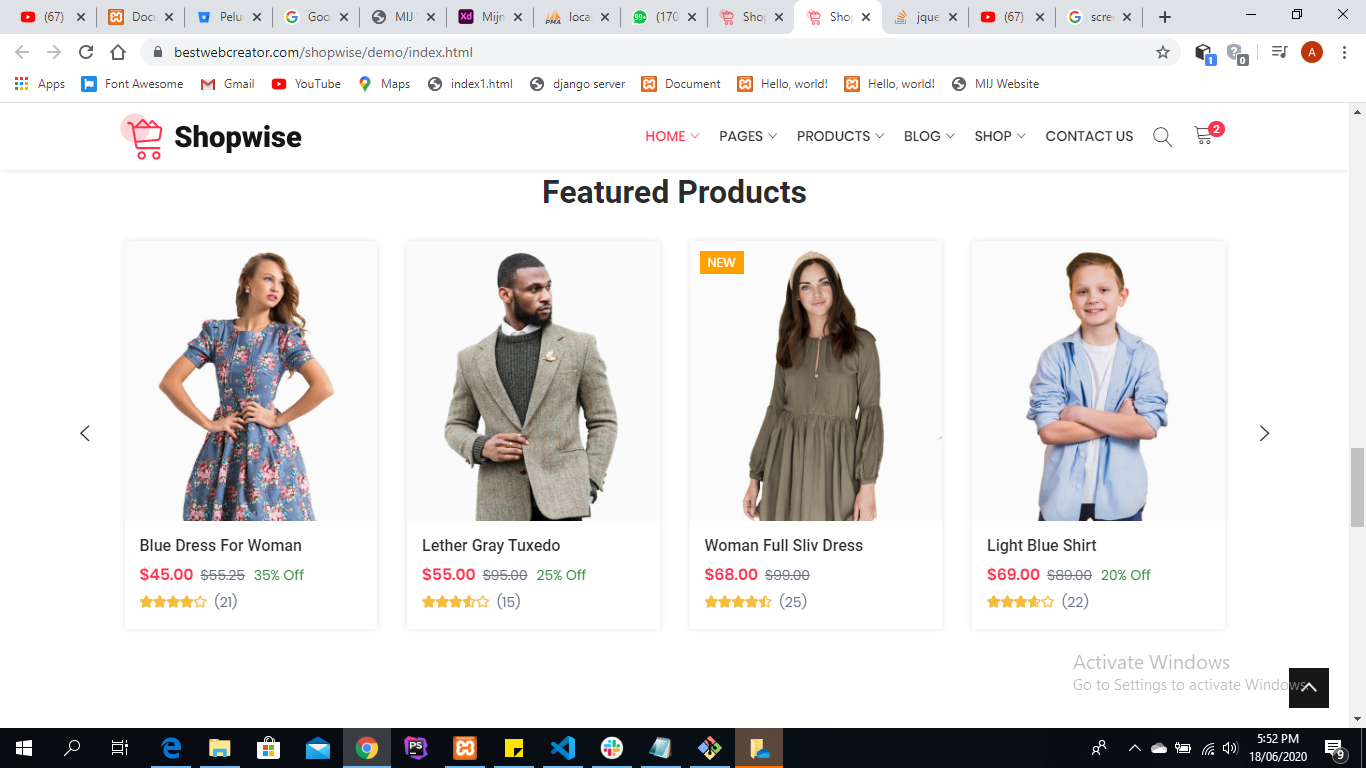 (67) Docu Pelu Goo MIJ Mijn local (170 Shop Shop jque (67) scree
bestwebcreator.com/shopwise/demo/index.html
Apps Font Awesome Gmail YouTube Maps index1.html django server Document Hello, world! Hello, world! MIJ Website
Shopwise HOME PAGES PRODUCTS BLOG SHOP CONTACT US 2
Featured Products
NEW
Blue Dress For Woman Lether Gray Tuxedo Woman Full Sliv Dress Light Blue Shirt
$45.00 $55.25 35% Off $55.00 $95.00 25% Off $68.00 $99.00 $69.00 $89.00 20% Off
(21) (15) (25) (22)
Activate Windows
Go to Settings to activate Windows.
5:52 PM
18/06/2020
9